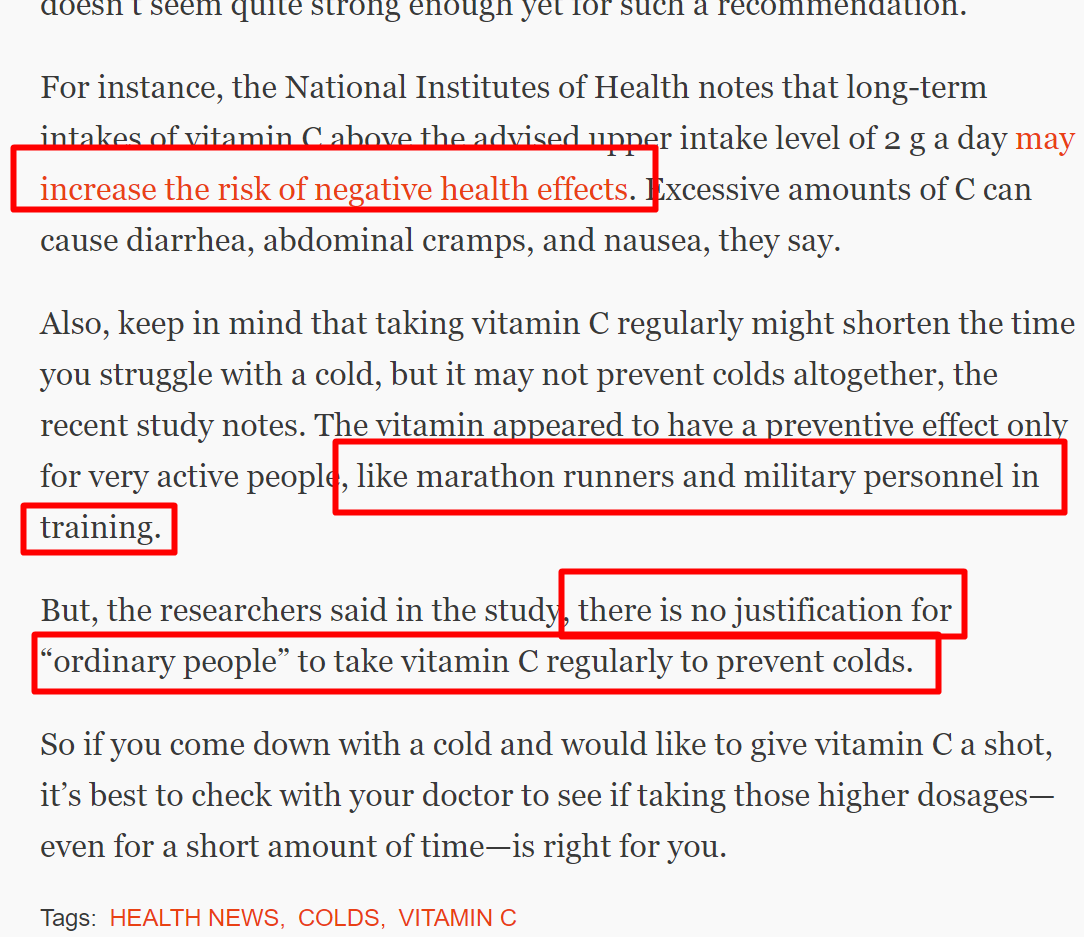 doesn't seem quite strong enough yet for such a recommendation.
For instance, the National Institutes of Health notes that long-term
intakes of vitamin C above the advised upper intake level of 2 g a day may
increase the risk of negative health effects. Excessive amounts of C can
cause diarrhea, abdominal cramps, and nausea, they say.
Also, keep in mind that taking vitamin C regularly might shorten the time
you struggle with a cold, but it may not prevent colds altogether, the
recent study notes. The vitamin appeared to have a preventive effect only
for very active people, like marathon runners and military personnel in
training.
But, the researchers said in the study, there is no justification for
“ordinary people” to take vitamin C regularly to prevent colds.
So if you come down with a cold and would like to give vitamin C a shot,
it’s best to check with your doctor to see if taking those higher dosages—
even for a short amount of time—is right for you.
Tags: HEALTH NEWS, COLDS, VITAMIN C